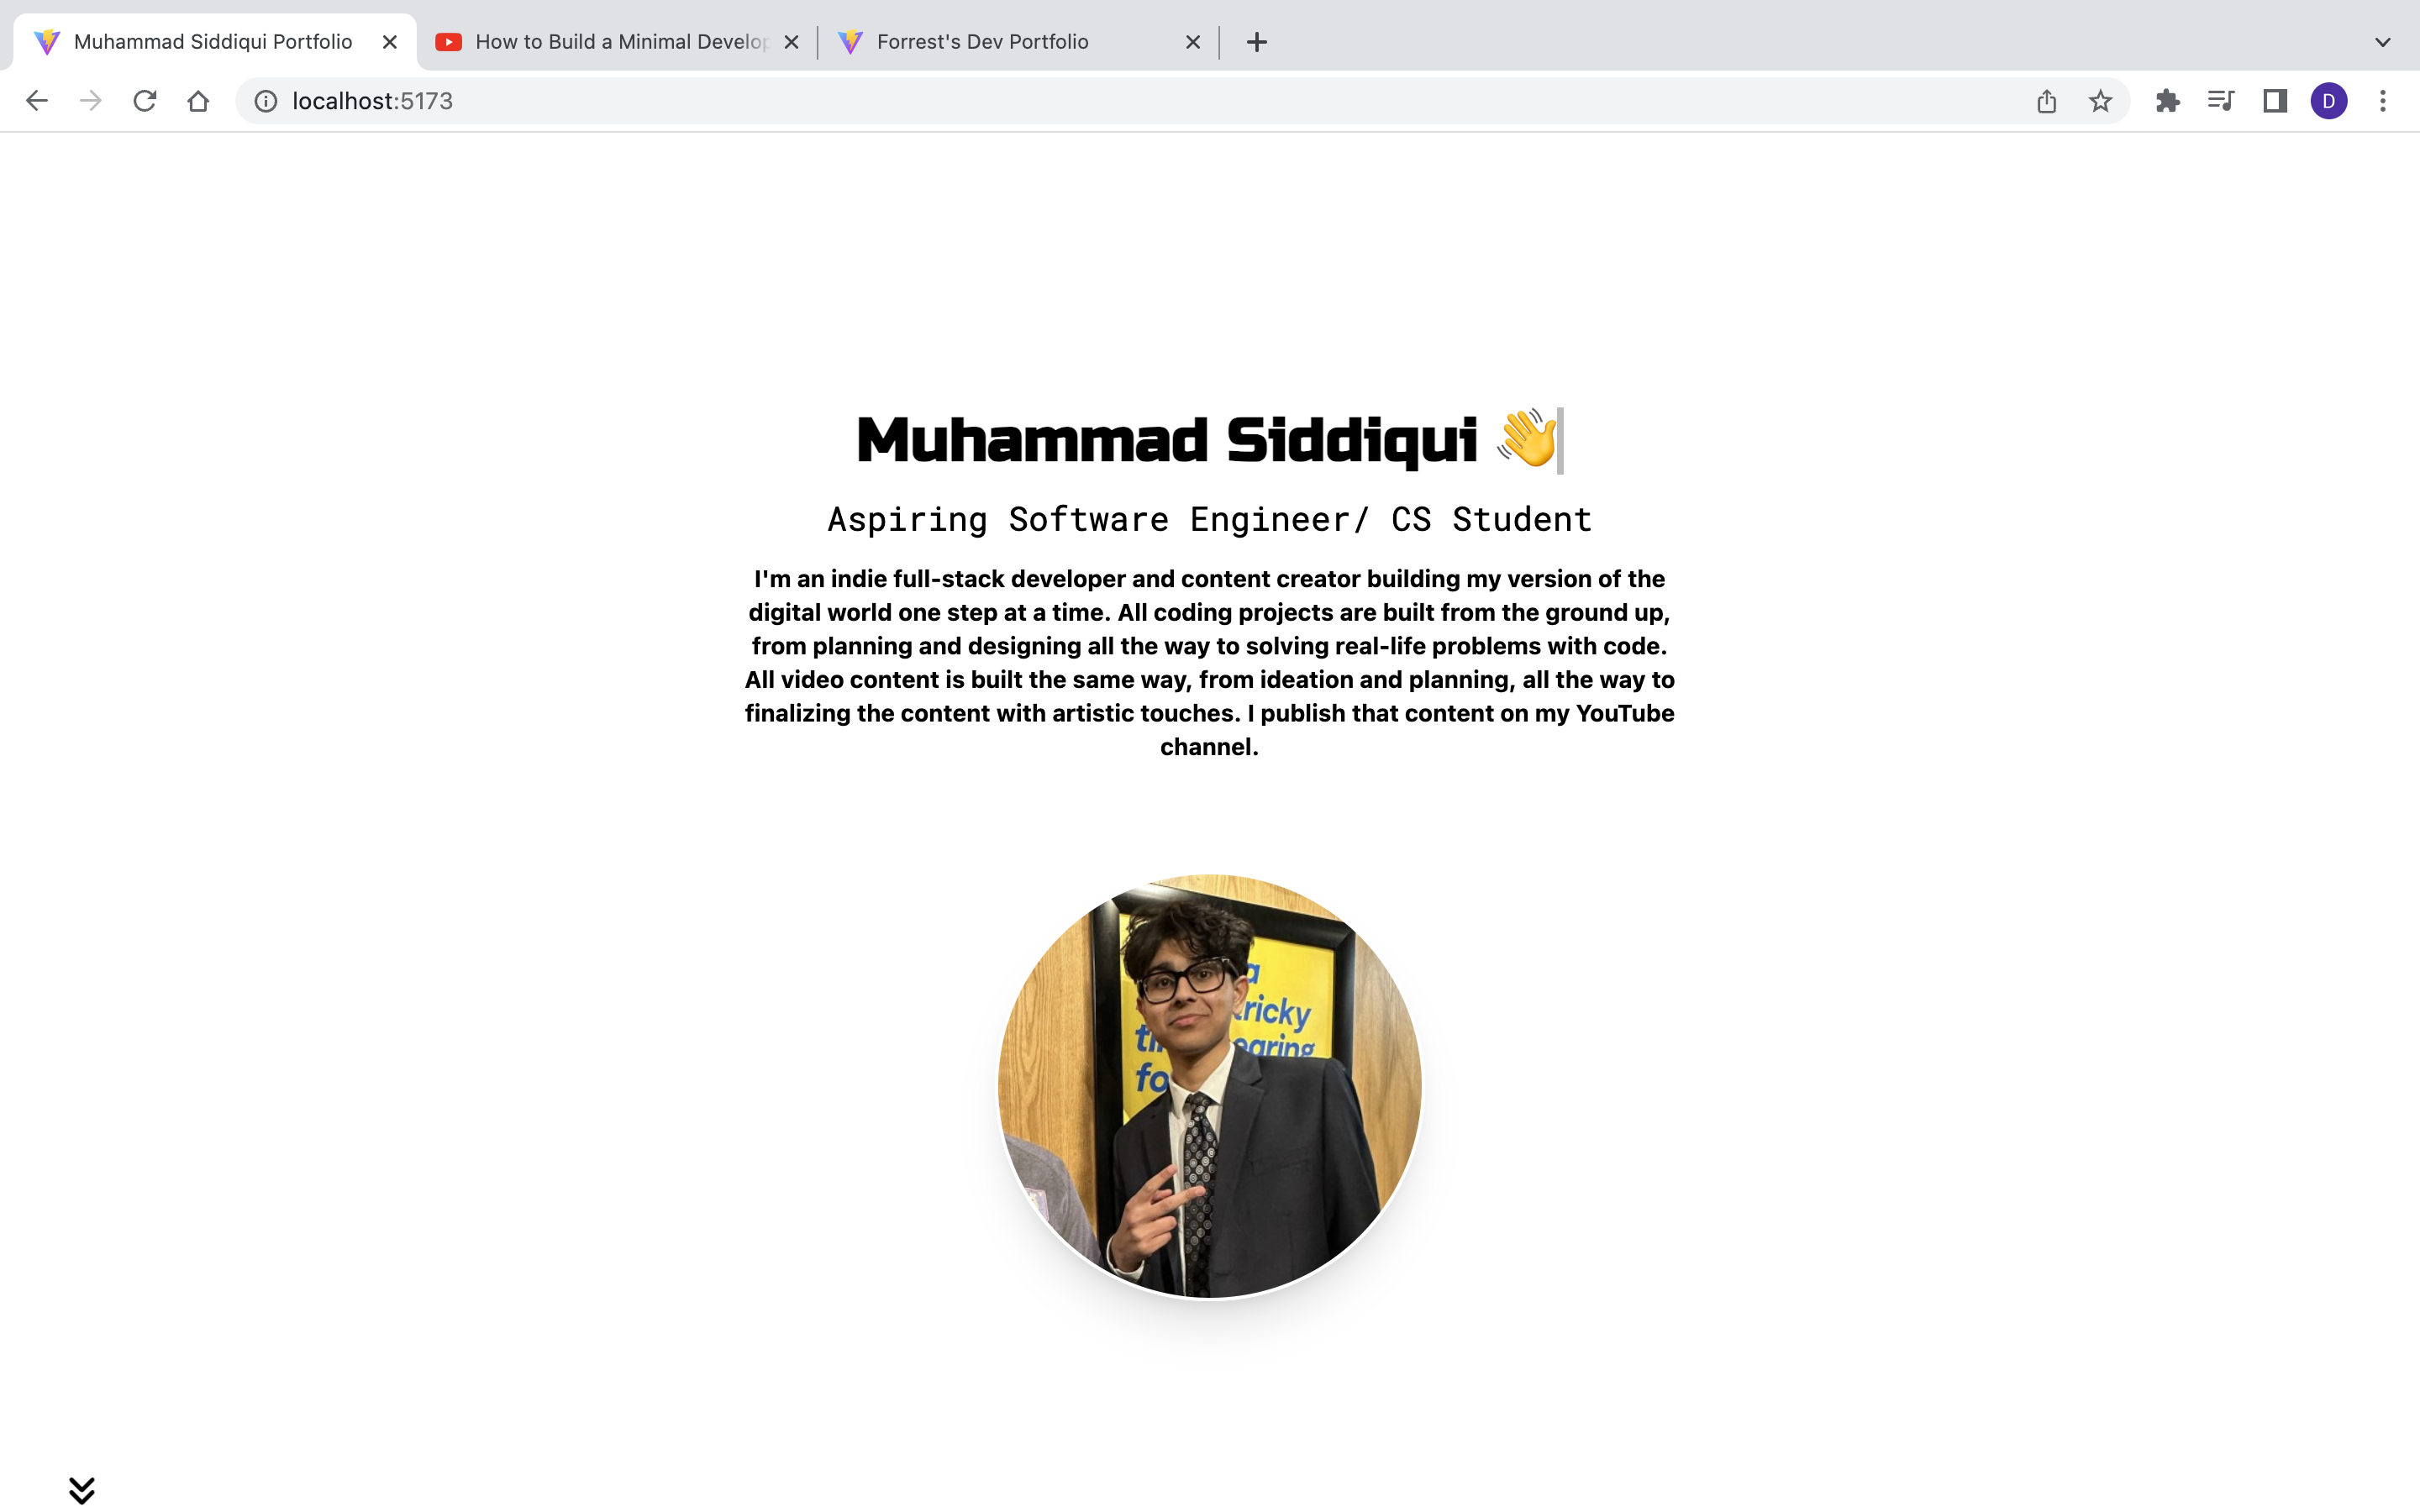 Muhammad Siddiqui Portfolio
How to Build a Minimal Develop
Forrest's Dev Portfolio
localhost:5173
D
Muhammad Siddiqui 👋
Aspiring Software Engineer/ CS Student
I'm an indie full-stack developer and content creator building my version of the
digital world one step at a time. All coding projects are built from the ground up,
from planning and designing all the way to solving real-life problems with code.
All video content is built the same way, from ideation and planning, all the way to
finalizing the content with artistic touches. I publish that content on my YouTube
channel.
a
tricky
fo